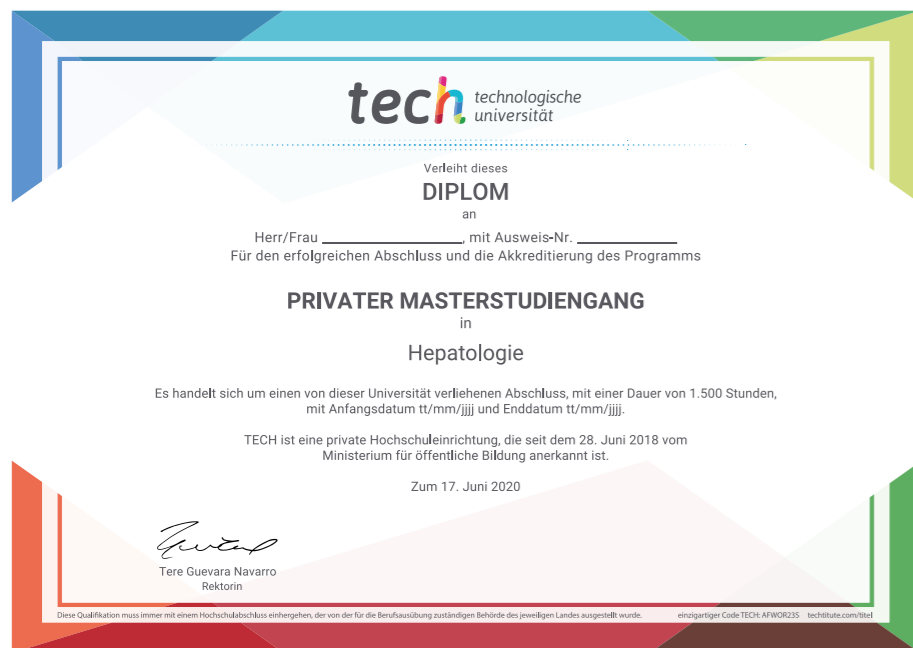 tech technologische
universität
Verleiht dieses
DIPLOM
an
Herr/Frau ____________________, mit Ausweis-Nr. ______________
Für den erfolgreichen Abschluss und die Akkreditierung des Programms
PRIVATER MASTERSTUDIENGANG
in
Hepatologie
Es handelt sich um einen von dieser Universität verliehenen Abschluss, mit einer Dauer von 1.500 Stunden,
mit Anfangsdatum tt/mm/jjjj und Enddatum tt/mm/jjjj.
TECH ist eine private Hochschuleinrichtung, die seit dem 28. Juni 2018 vom
Ministerium für öffentliche Bildung anerkannt ist.
Zum 17. Juni 2020
Tere Guevara Navarro
Rektorin
Diese Qualifikation muss immer mit einem Hochschulabschluss einhergehen, der von der für die Berufsausübung zuständigen Behörde des jeweiligen Landes ausgestellt wurde. einzigartiger Code TECH: AFWOR23S techtitute.com/titel